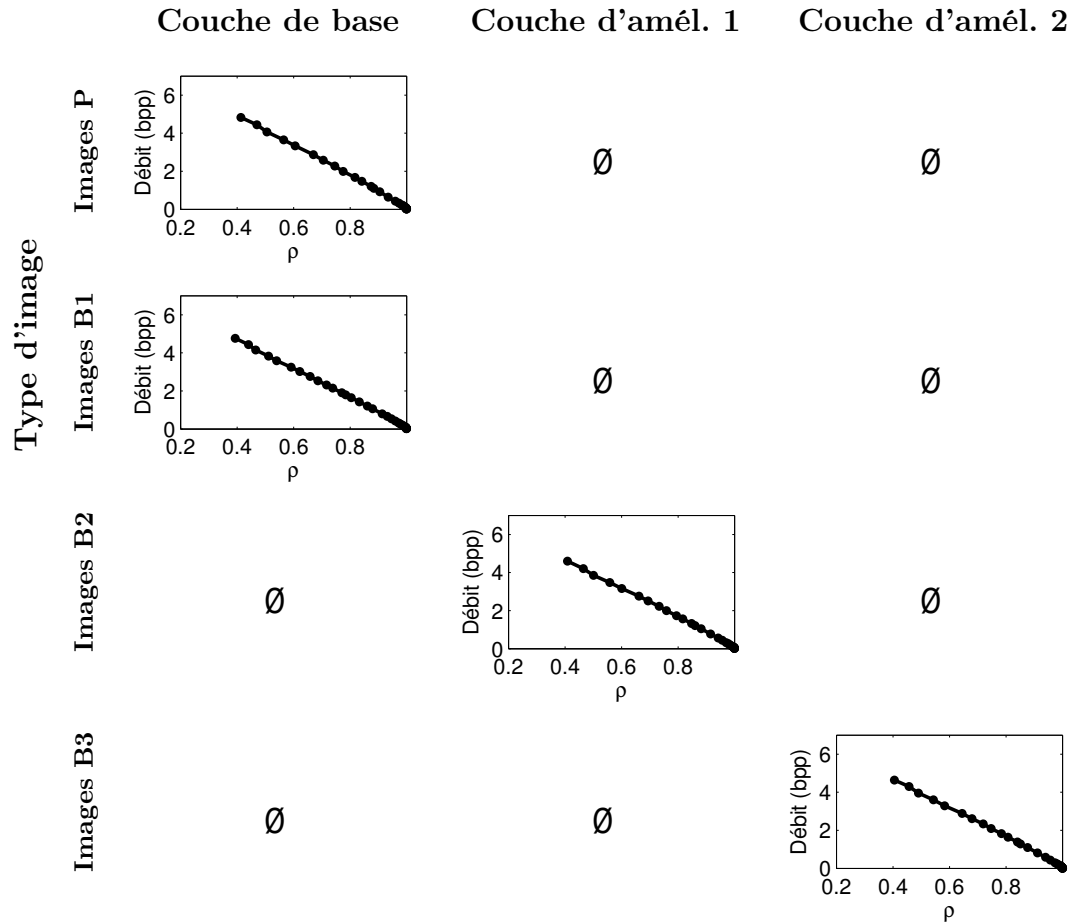 Couche de base Couche d'amél. 1 Couche d'amél. 2
Type d'image
Images P
Débit (bpp)
6
4
2
0
0.2 0.4 0.6 0.8
ρ
Ø Ø
Images B1
Débit (bpp)
6
4
2
0
0.2 0.4 0.6 0.8
ρ
Ø Ø
Images B2
Ø
Débit (bpp)
6
4
2
0
0.2 0.4 0.6 0.8
ρ
Ø
Images B3
Ø Ø
Débit (bpp)
6
4
2
0
0.2 0.4 0.6 0.8
ρ